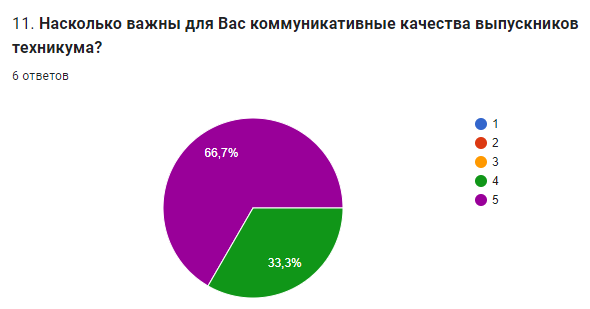 11. Насколько важны для Вас коммуникативные качества выпускников
техникума?
6 ответов
66,7%
33,3%
1
2
3
4
5